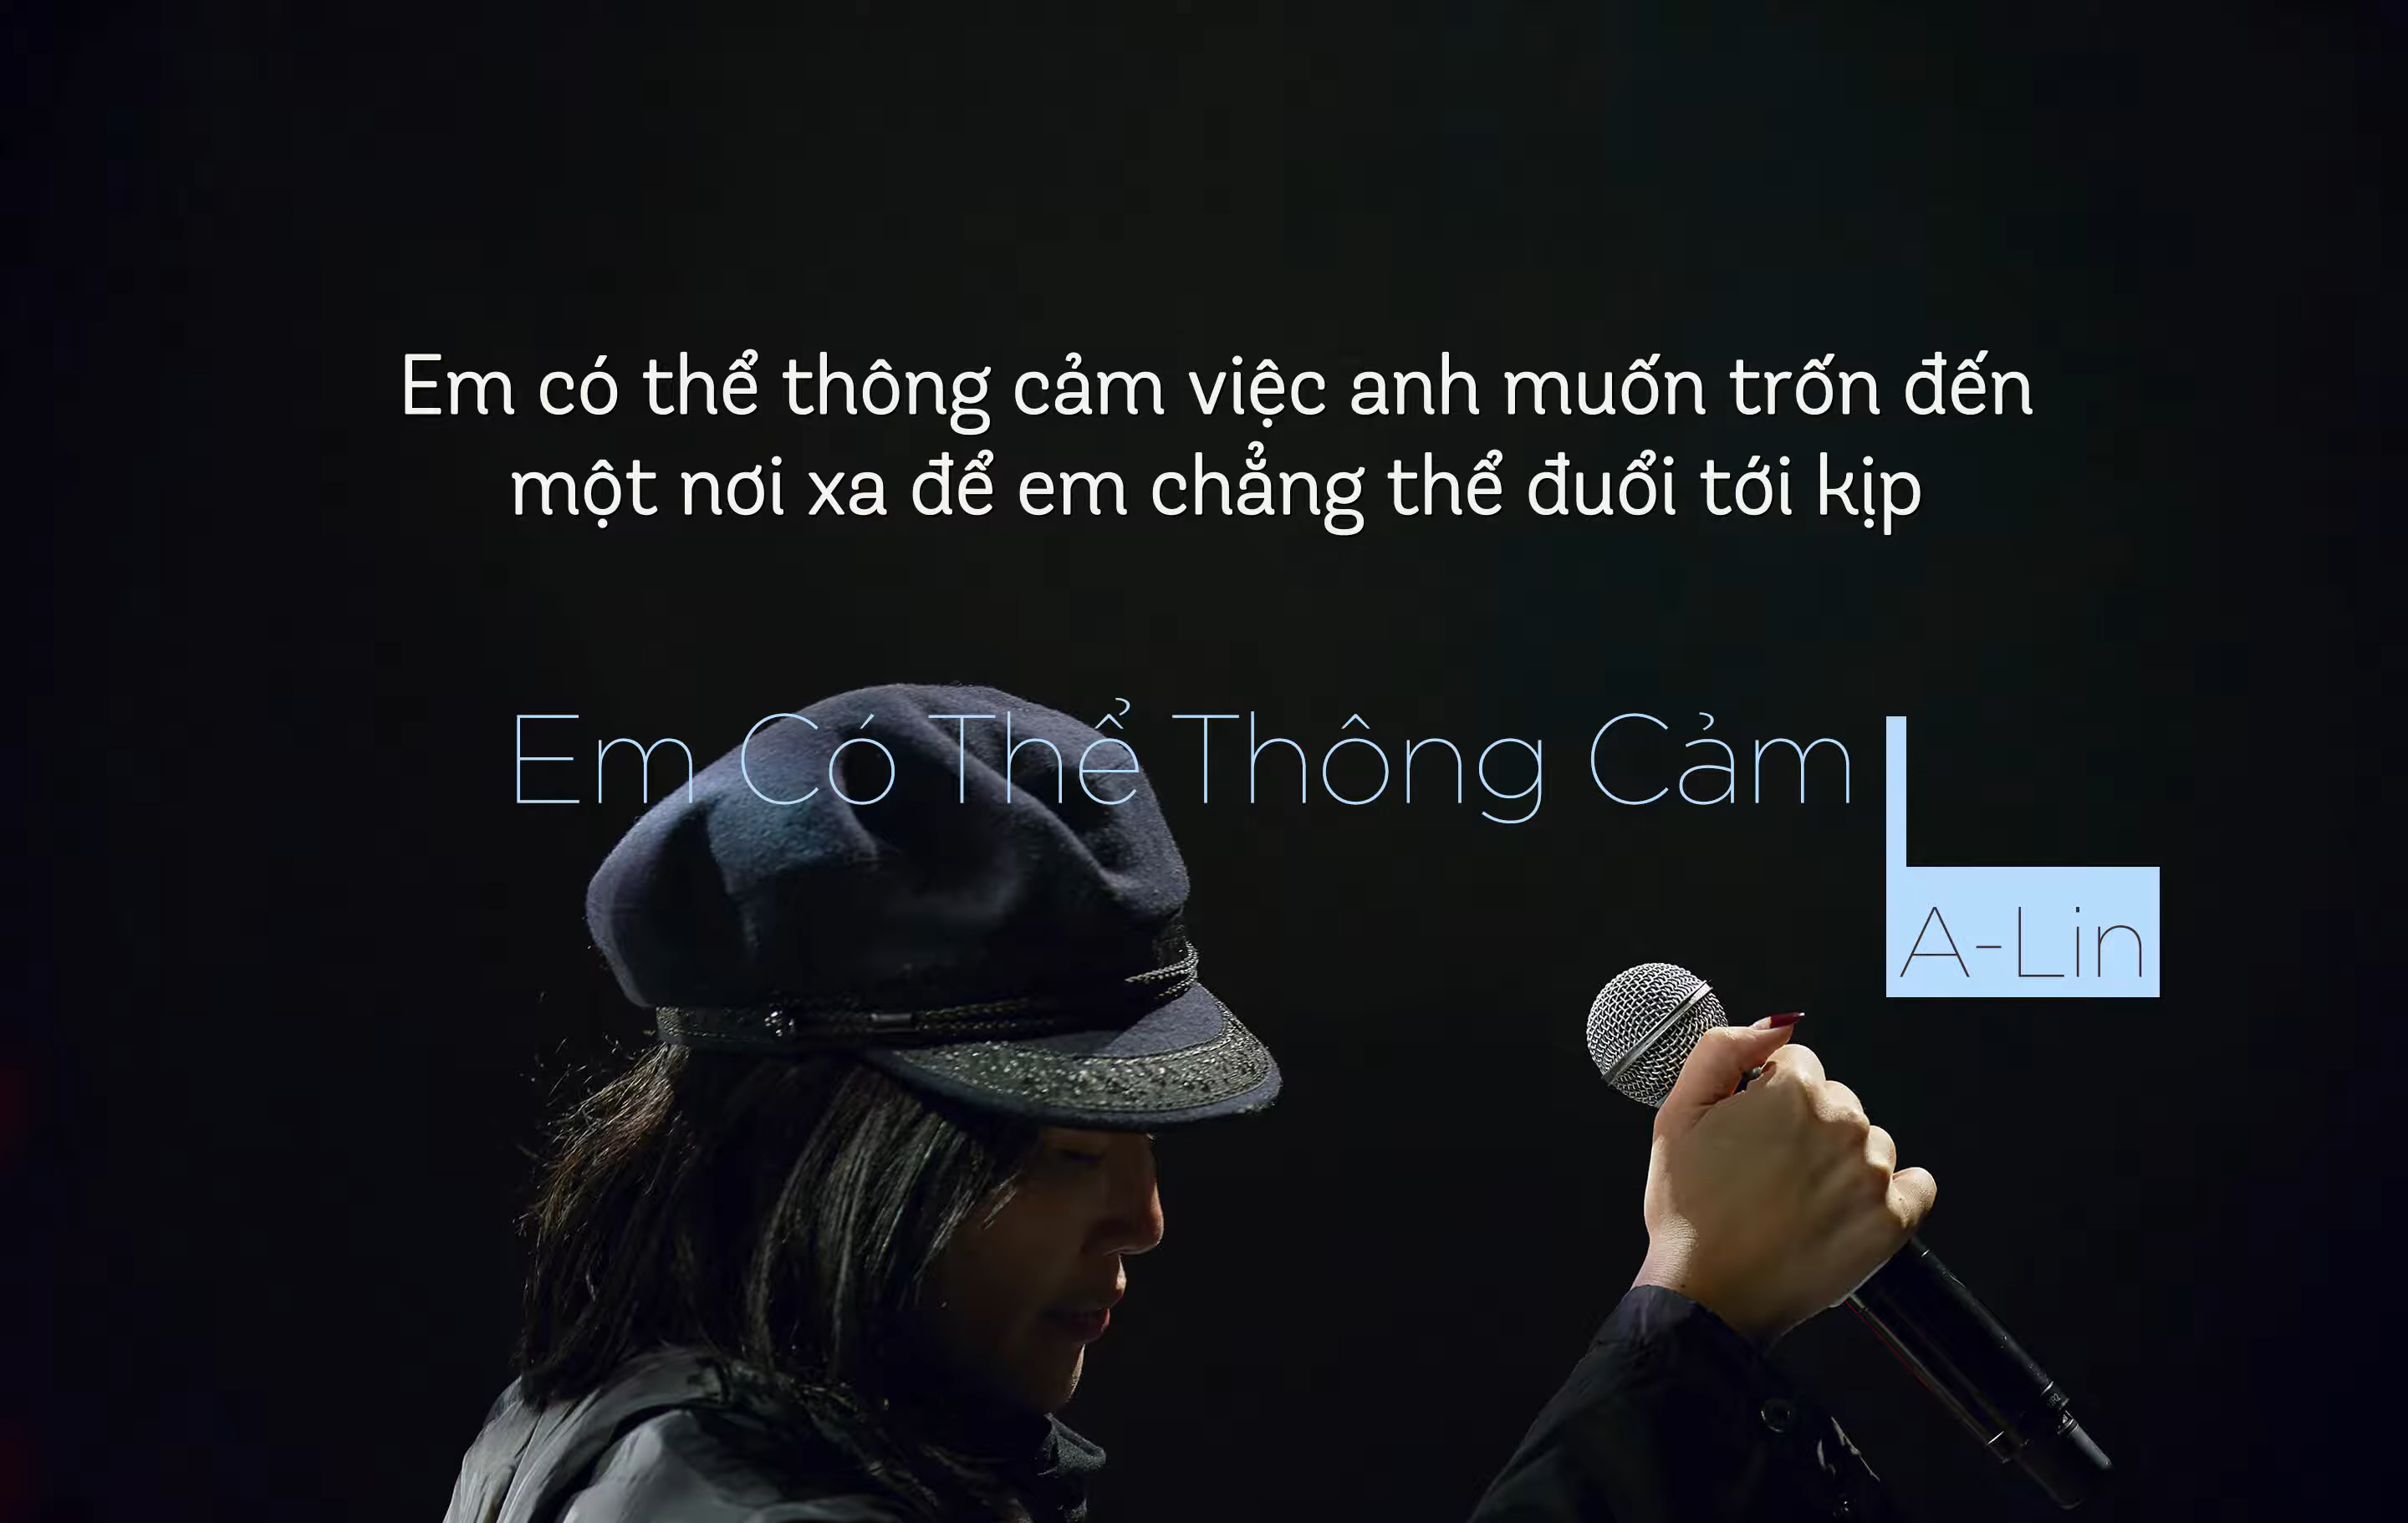 Em có thể thông cảm việc anh muốn trốn đến
một nơi xa để em chẳng thể đuổi tới kịp
Em Có Thể Thông Cảm
A-Lin